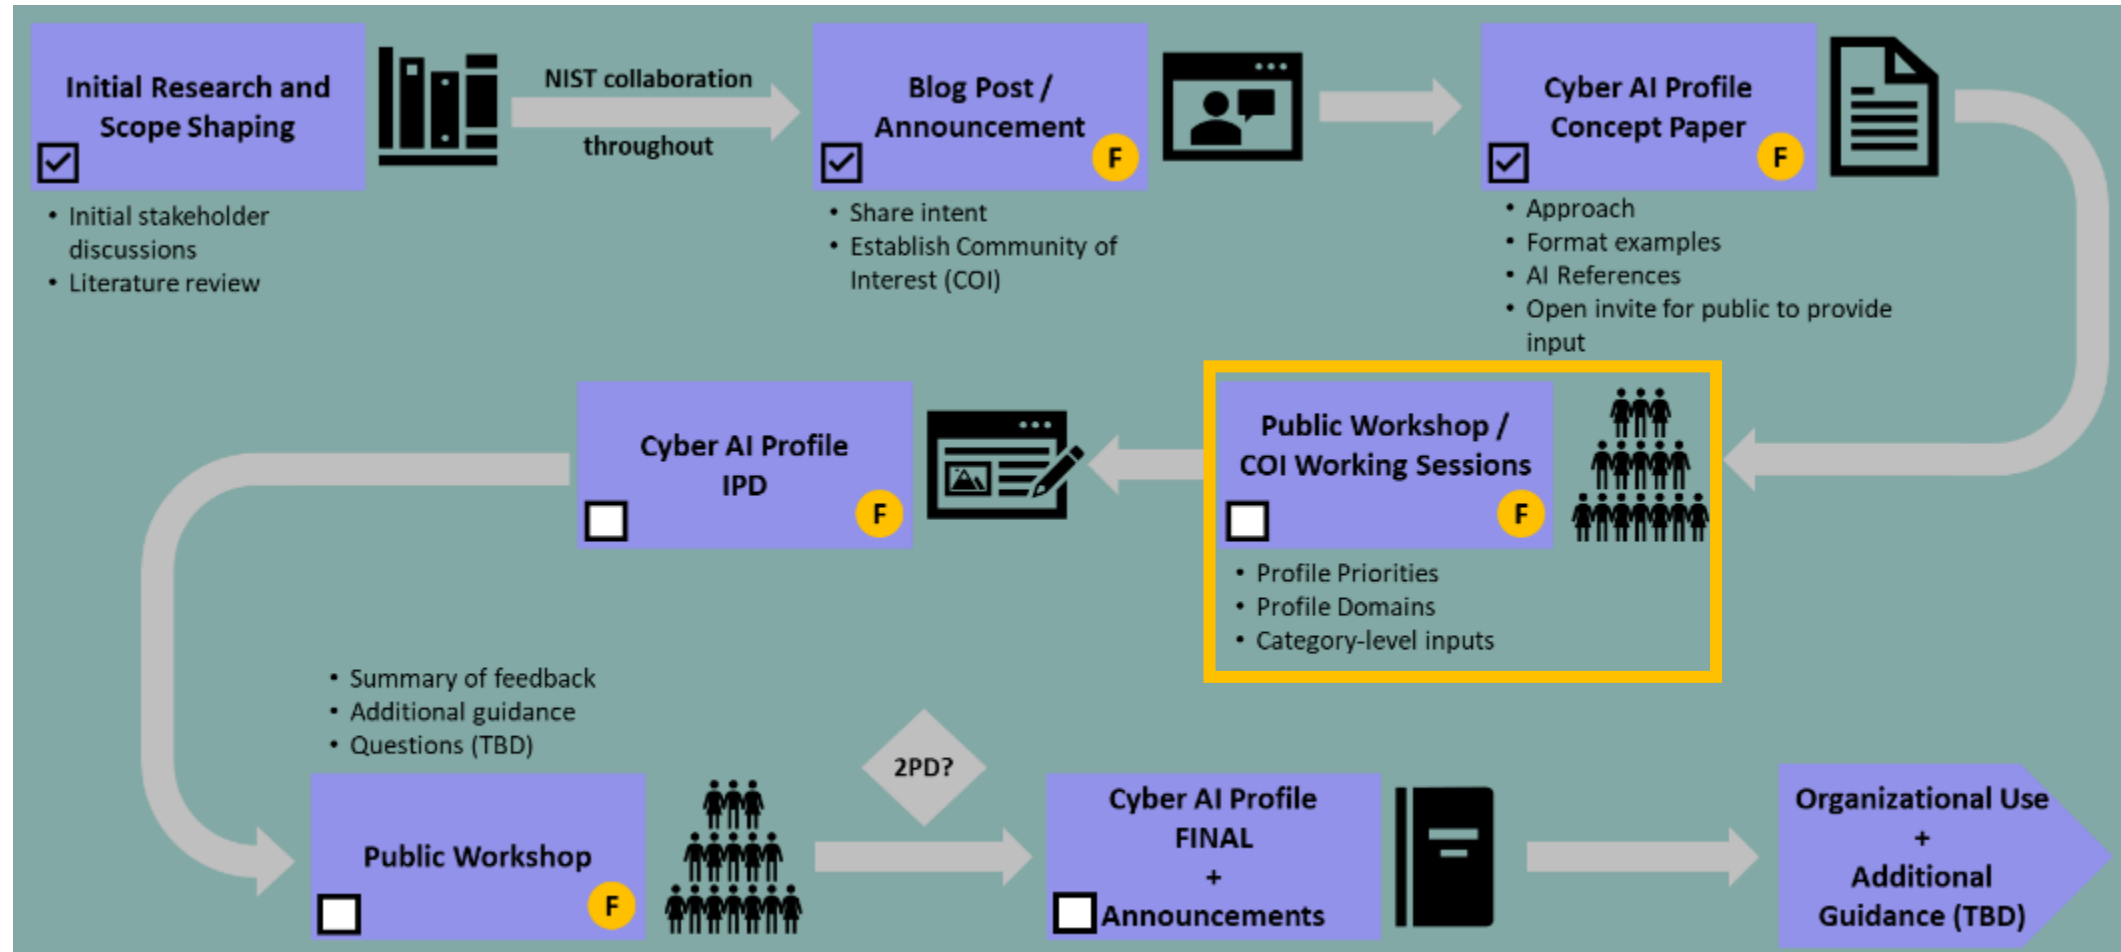 Initial Research and
Scope Shaping
• Initial stakeholder
discussions
• Literature review
NIST collaboration
throughout
Blog Post /
Announcement
F
• Share intent
• Establish Community of
Interest (COI)
Cyber AI Profile
Concept Paper
F
• Approach
• Format examples
• AI References
• Open invite for public to provide
input
Public Workshop /
COI Working Sessions
F
• Profile Priorities
• Profile Domains
• Category-level inputs
Cyber AI Profile
IPD
F
• Summary of feedback
• Additional guidance
• Questions (TBD)
Public Workshop
F
2PD?
Cyber AI Profile
FINAL
+
Announcements
Organizational Use
+
Additional
Guidance (TBD)